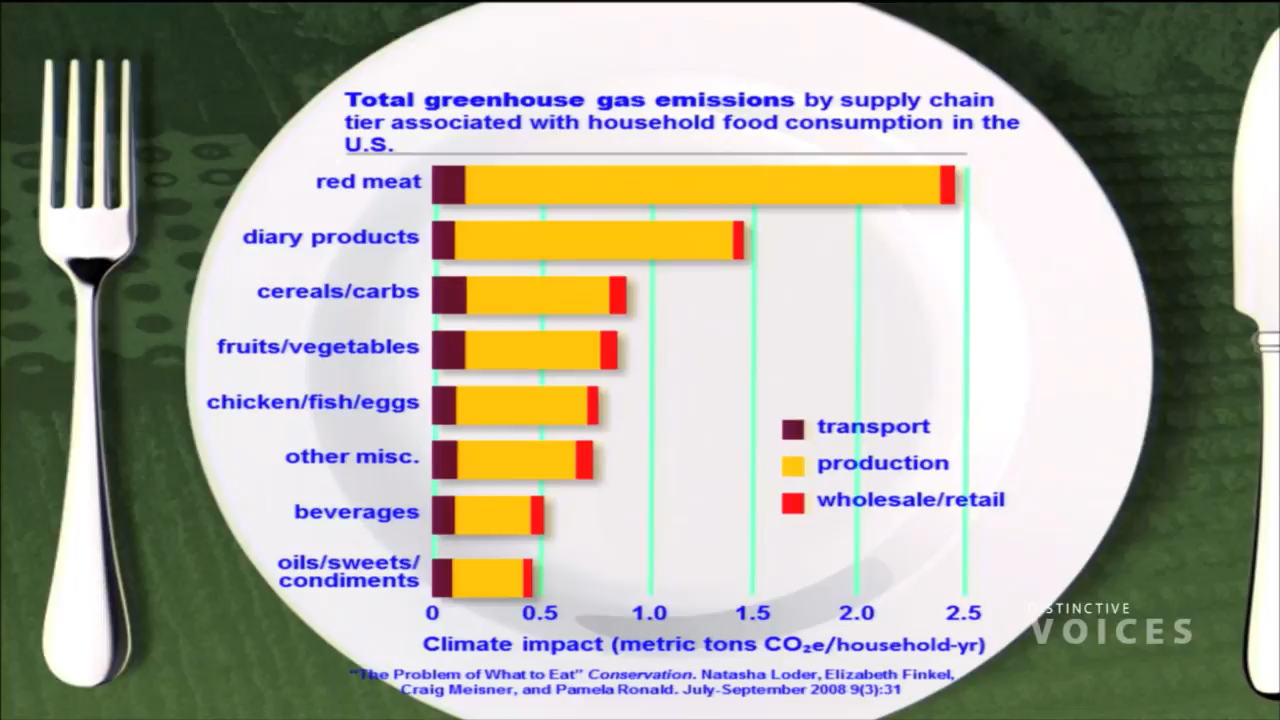 Total greenhouse gas emissions by supply chain
tier associated with household food consumption in the
U.S.
red meat
diary products
cereals/carbs
fruits/vegetables
chicken/fish/eggs
other misc.
beverages
oils/sweets/
condiments
transport
production
wholesale/retail
0 0.5 1.0 1.5 2.0 2.5
Climate impact (metric tons CO₂e/household-yr)
"The Problem of What to Eat" Conservation. Natasha Loder, Elizabeth Finkel,
Craig Meisner, and Pamela Ronald. July-September 2008 9(3):31
DISTINCTIVE
VOICES